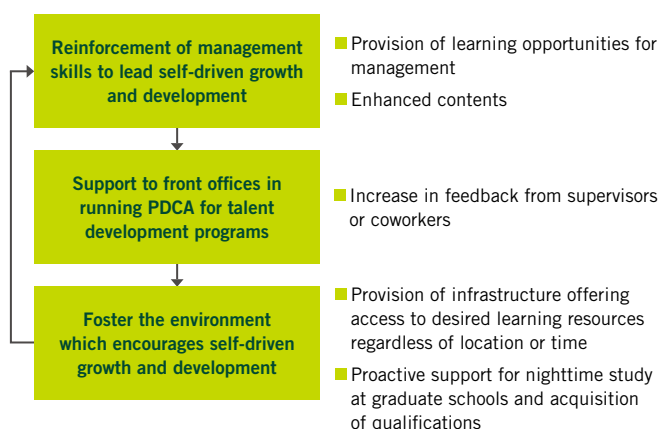 Reinforcement of management
skills to lead self-driven growth
and development
Provision of learning opportunities for
management
Enhanced contents
Support to front offices in
running PDCA for talent
development programs
Increase in feedback from supervisors
or coworkers
Foster the environment
which encourages self-driven
growth and development
Provision of infrastructure offering
access to desired learning resources
regardless of location or time
Proactive support for nighttime study
at graduate schools and acquisition
of qualifications